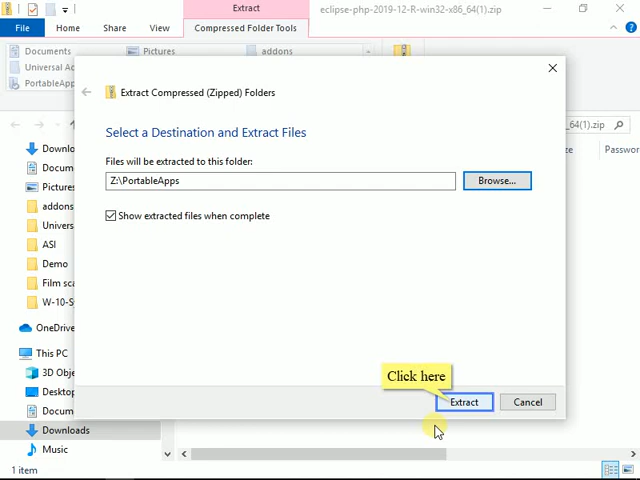 Extract
eclipse-php-2019-12-R-win32-x86_64(1).zip
File
Home
Share
View
Compressed Folder Tools
Documents
Pictures
addons
Universal
PortableApp
Extract Compressed (Zipped) Folders
Select a Destination and Extract Files
Files will be extracted to this folder:
Z:\PortableApps
Browse...
Show extracted files when complete
Click here
Extract
Cancel
_64(1).zip
ze
Passwor
Downlo
Docum
Pictures
addons
Univers
ASI
Demo
Film sca
W-10-S
OneDrive
This PC
3D Obje
Desktop
Docum
Downloads
Music
1 item